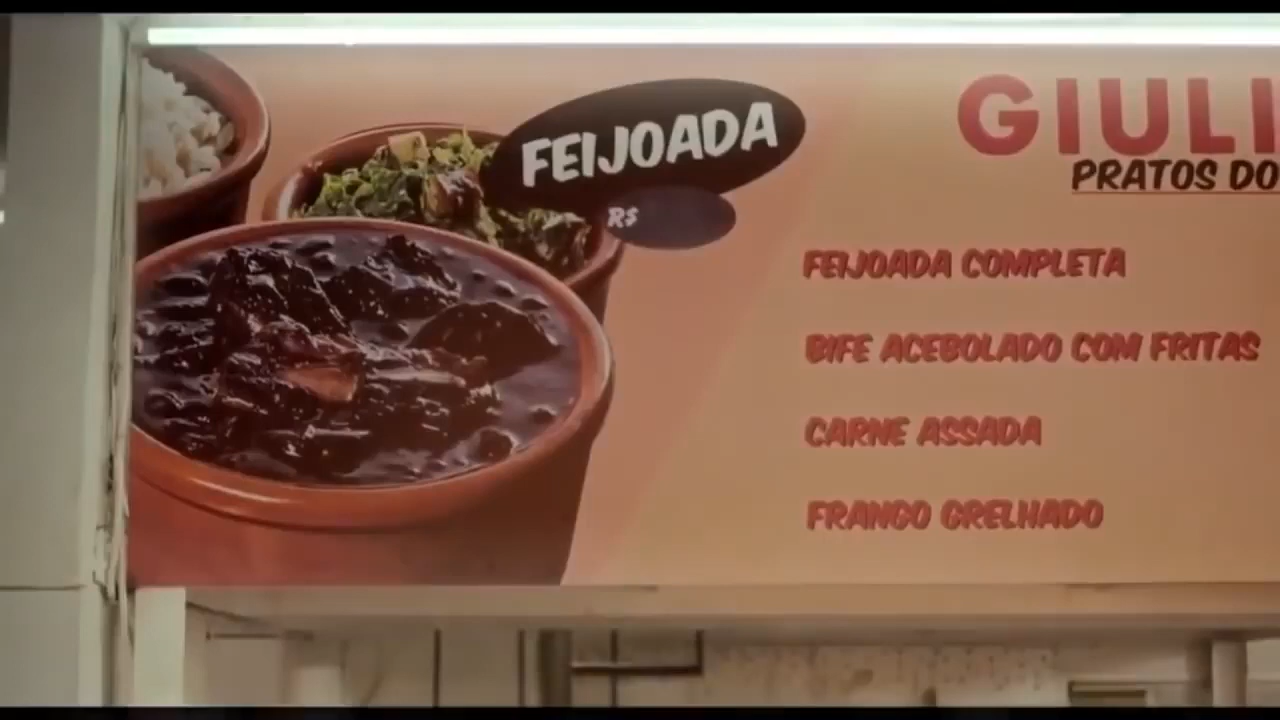 FEIJOADA
R$
GIULI
PRATOS DO
FEIJOADA COMPLETA
BIFE ACEBOLADO COM FRITAS
CARNE ASSADA
FRANGO GRELHADO